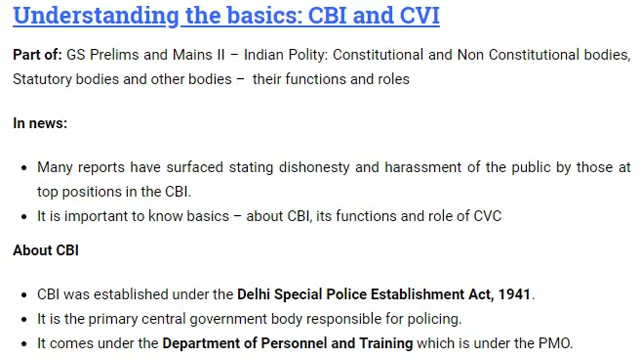 Understanding the basics: CBI and CVI
Part of: GS Prelims and Mains II – Indian Polity: Constitutional and Non Constitutional bodies,
Statutory bodies and other bodies – their functions and roles
In news:
• Many reports have surfaced stating dishonesty and harassment of the public by those at
top positions in the CBI.
• It is important to know basics – about CBI, its functions and role of CVC
About CBI
• CBI was established under the Delhi Special Police Establishment Act, 1941.
• It is the primary central government body responsible for policing.
• It comes under the Department of Personnel and Training which is under the PMO.